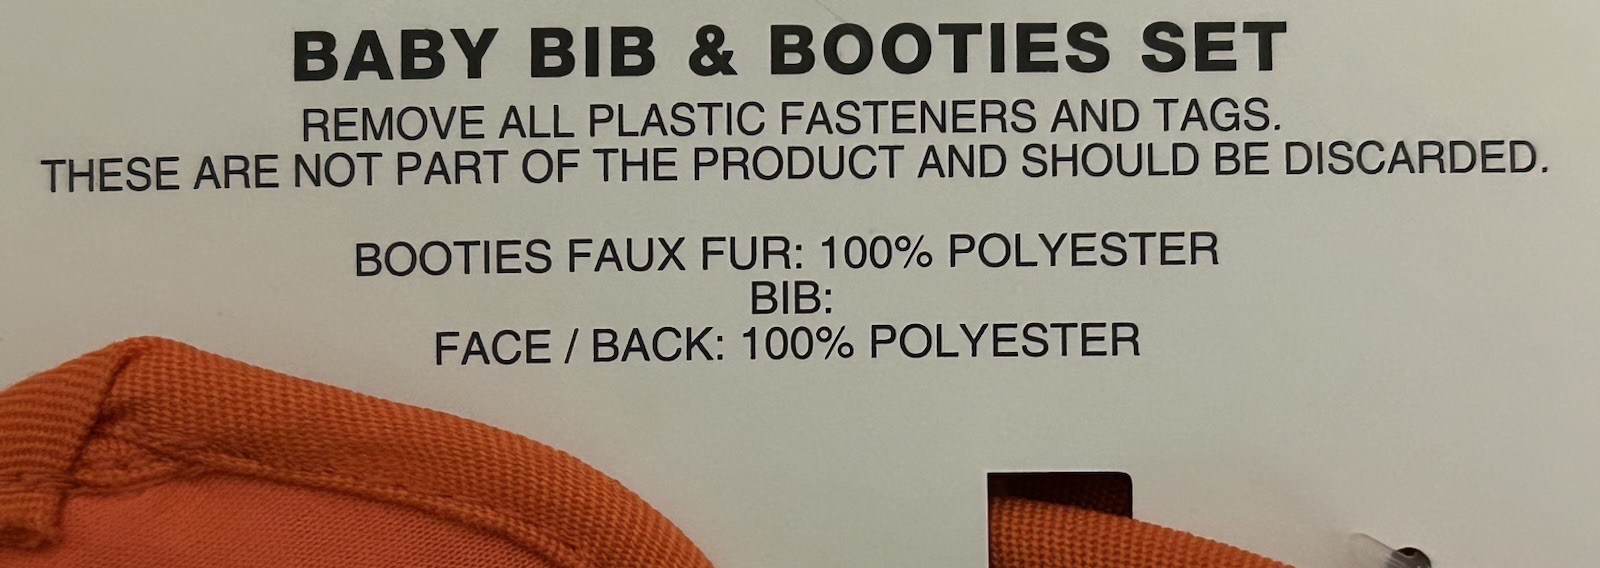 BABY BIB & BOOTIES SET
REMOVE ALL PLASTIC FASTENERS AND TAGS.
THESE ARE NOT PART OF THE PRODUCT AND SHOULD BE DISCARDED.
BOOTIES FAUX FUR: 100% POLYESTER
BIB:
FACE / BACK: 100% POLYESTER